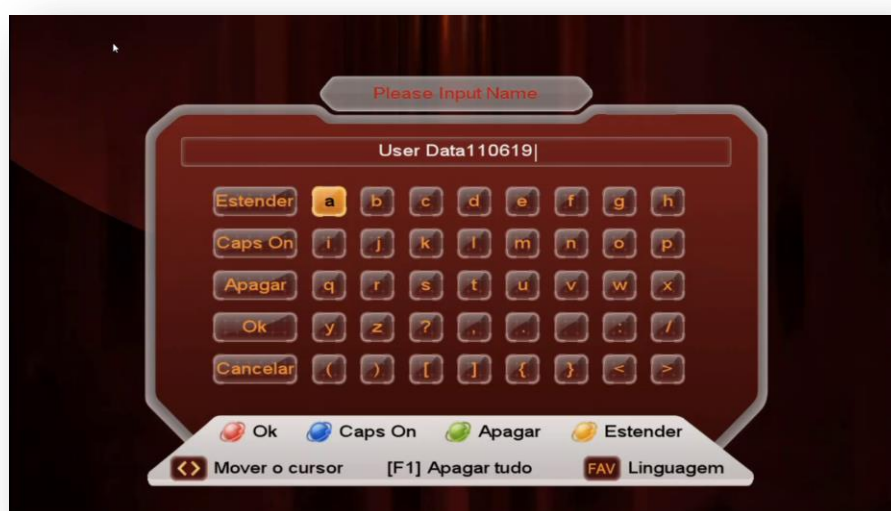 Please Input Name
User Data110619
Estender a b c d e f g h
Caps On i j k l m n o p
Apagar q r s t u v w x
Ok y z ? , . : /
Cancelar ( ) [ ] { } < >
Ok Caps On Apagar Estender
<> Mover o cursor [F1] Apagar tudo FAV Linguagem